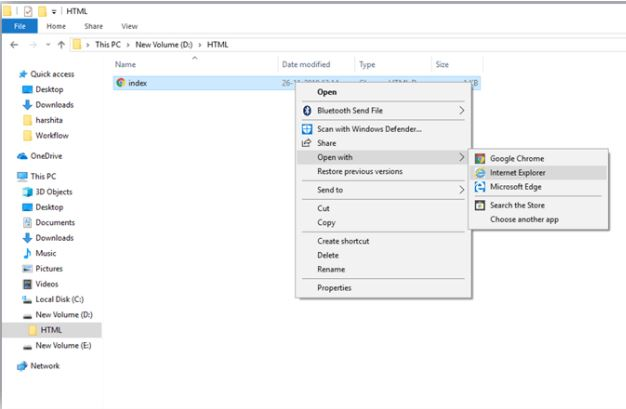 HTML
File Home Share View
This PC New Volume (D:) HTML
Name Date modified Type Size
Quick access
Desktop
Downloads
harshita
Workflow
OneDrive
This PC
3D Objects
Desktop
Documents
Downloads
Music
Pictures
Videos
Local Disk (C:)
New Volume (D:)
HTML
New Volume (E:)
Network
index
Open
Bluetooth Send File
Scan with Windows Defender...
Share
Open with
Restore previous versions
Send to
Cut
Copy
Create shortcut
Delete
Rename
Properties
Google Chrome
Internet Explorer
Microsoft Edge
Search the Store
Choose another app